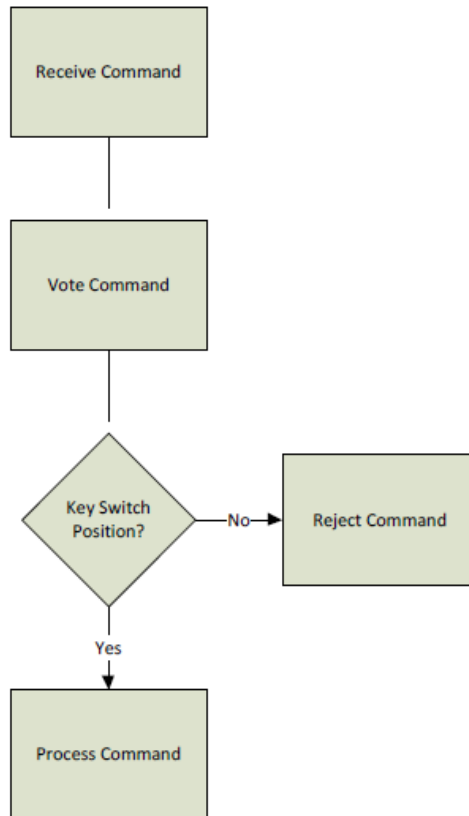 Receive Command
Vote Command
Key Switch
Position?
No
Reject Command
Yes
Process Command